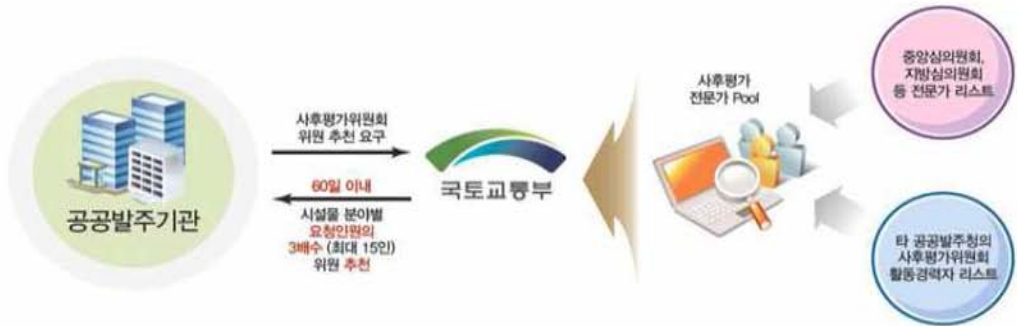 공공발주기관
사후평가위원회
위원 추천 요구
60일 이내
시설물 분야별
요청인원의
3배수 (최대 15인)
위원 추천
국토교통부
사후평가
전문가 Pool
중앙심의원회,
지방심의원회
등 전문가 리스트
타 공공발주청의
사후평가위원회
활동경력자 리스트